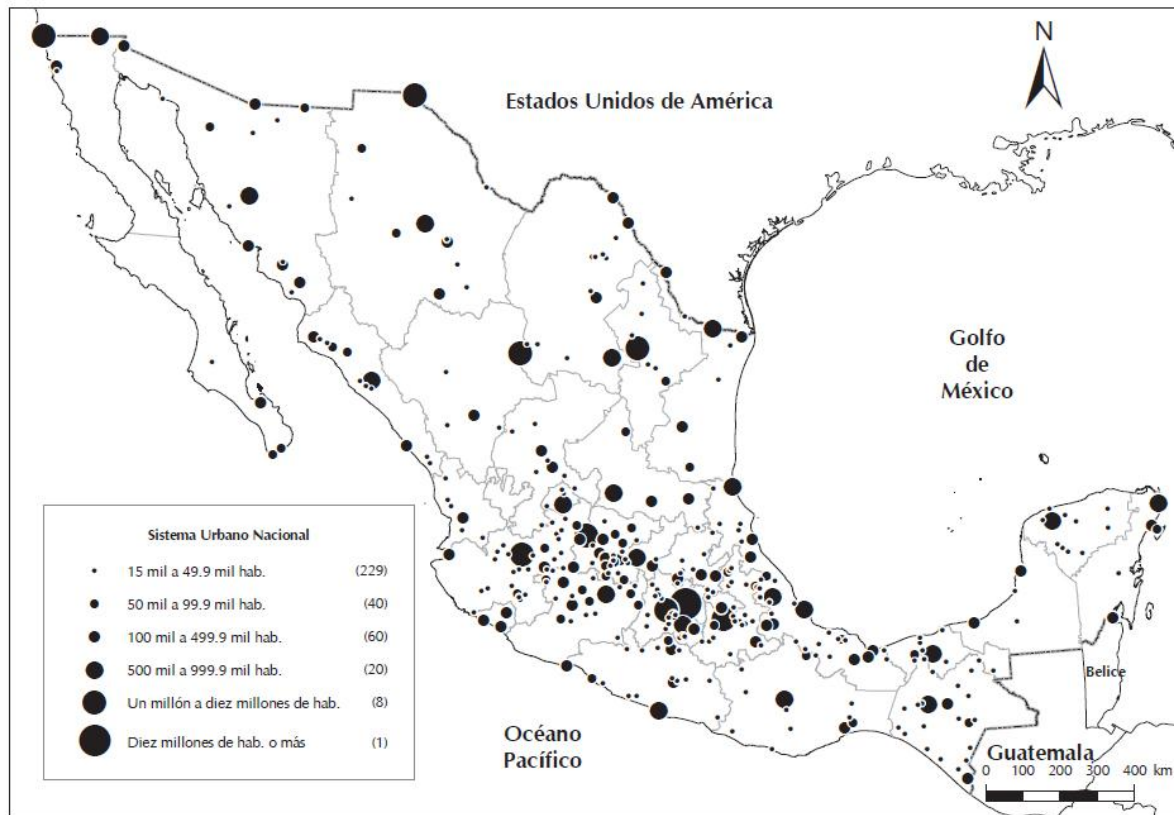 N
Estados Unidos de América
Golfo
de
México
Sistema Urbano Nacional
15 mil a 49.9 mil hab. (229)
50 mil a 99.9 mil hab. (40)
100 mil a 499.9 mil hab. (60)
500 mil a 999.9 mil hab. (20)
Un millón a diez millones de hab. (8)
Diez millones de hab. o más (1)
Belice
Océano
Pacífico
Guatemala
0 100 200 300 400 km